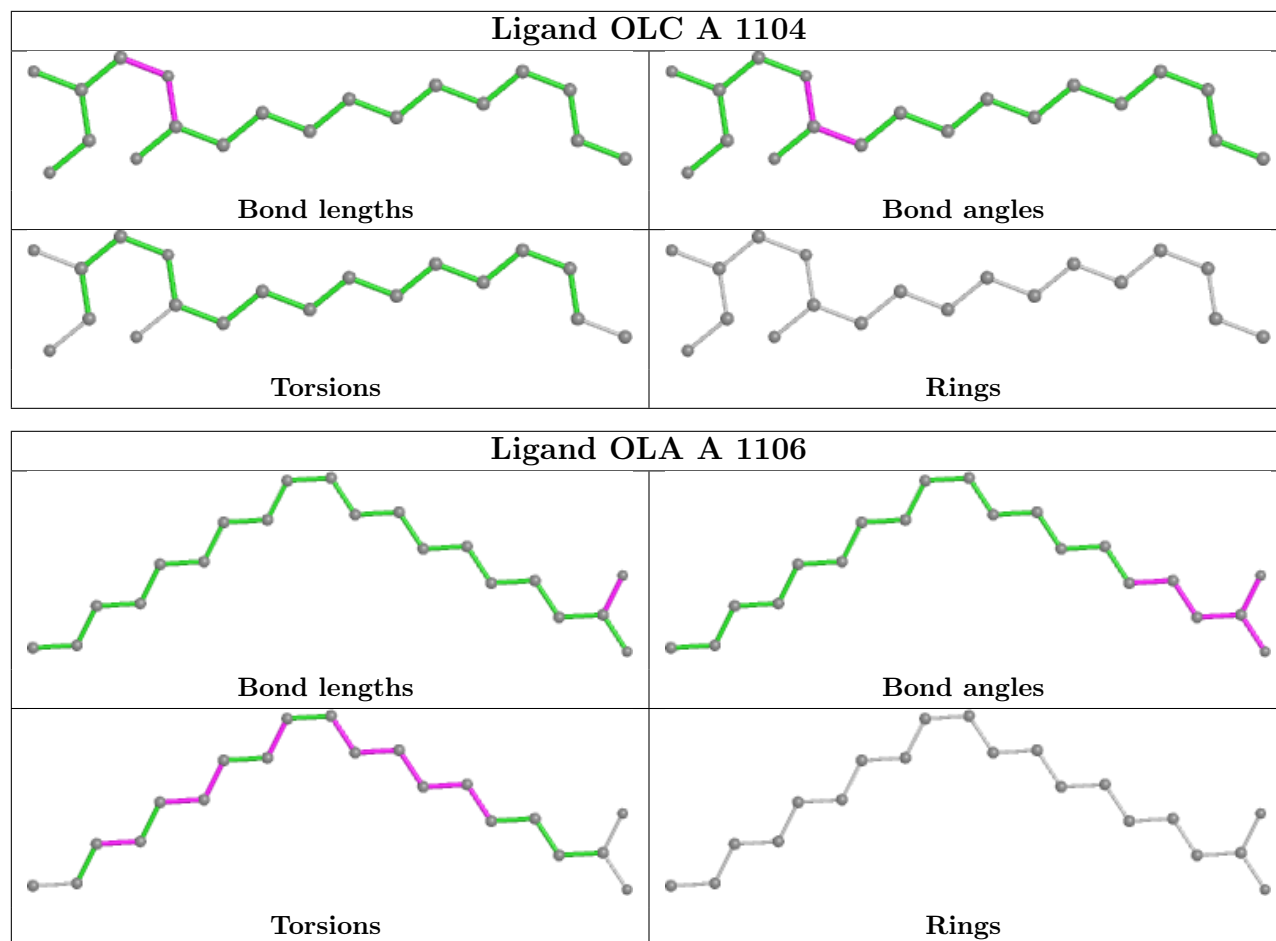 Ligand OLC A 1104
Bond lengths
Bond angles
Torsions
Rings
Ligand OLA A 1106
Bond lengths
Bond angles
Torsions
Rings